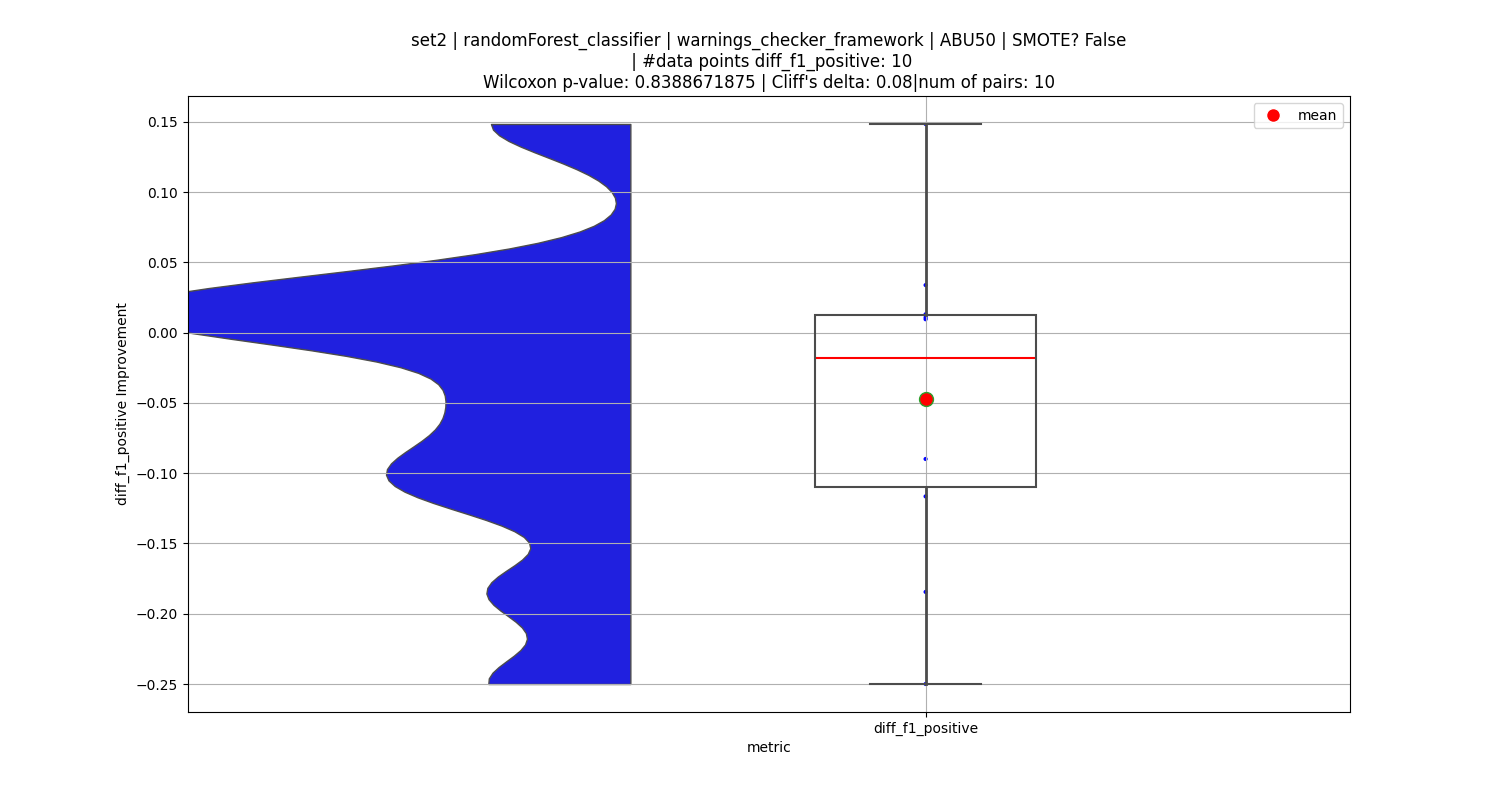 set2 | randomForest_classifier | warnings_checker_framework | ABU50 | SMOTE? False
| #data points diff_f1_positive: 10
Wilcoxon p-value: 0.8388671875 | Cliff's delta: 0.08|num of pairs: 10
mean
0.15
0.10
0.05
0.00
−0.05
−0.10
−0.15
−0.20
−0.25
diff_f1_positive Improvement
diff_f1_positive
metric